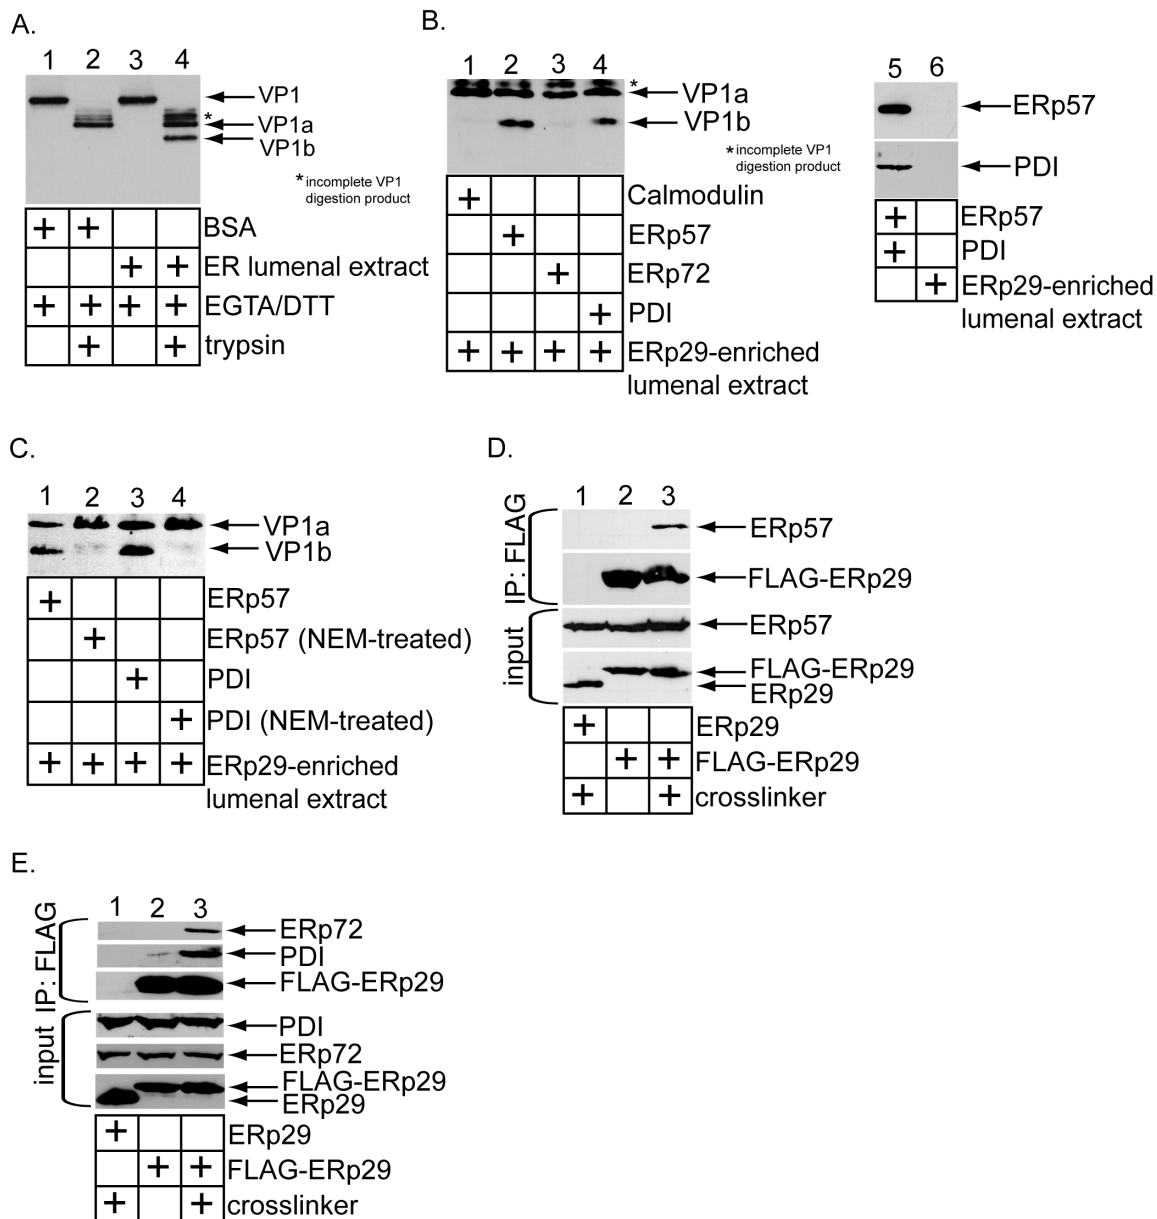 A.
1 2 3 4
VP1
*
VP1a
VP1b
* incomplete VP1
digestion product
+ + BSA
+ + ER lumenal extract
+ + + + EGTA/DTT
+ + trypsin
B.
1 2 3 4
*
VP1a
VP1b
* incomplete VP1
digestion product
+ Calmodulin
+ ERp57
+ ERp72
+ PDI
+ + + + ERp29-enriched
lumenal extract
5 6
ERp57
PDI
+ ERp57
+ PDI
+ ERp29-enriched
lumenal extract
C.
1 2 3 4
VP1a
VP1b
+ ERp57
+ ERp57 (NEM-treated)
+ PDI
+ PDI (NEM-treated)
+ + + + ERp29-enriched
lumenal extract
D.
1 2 3
IP: FLAG
ERp57
FLAG-ERp29
input
ERp57
FLAG-ERp29
ERp29
+ ERp29
+ + FLAG-ERp29
+ + crosslinker
E.
1 2 3
IP: FLAG
ERp72
PDI
FLAG-ERp29
input
PDI
ERp72
FLAG-ERp29
ERp29
+ ERp29
+ + FLAG-ERp29
+ + crosslinker